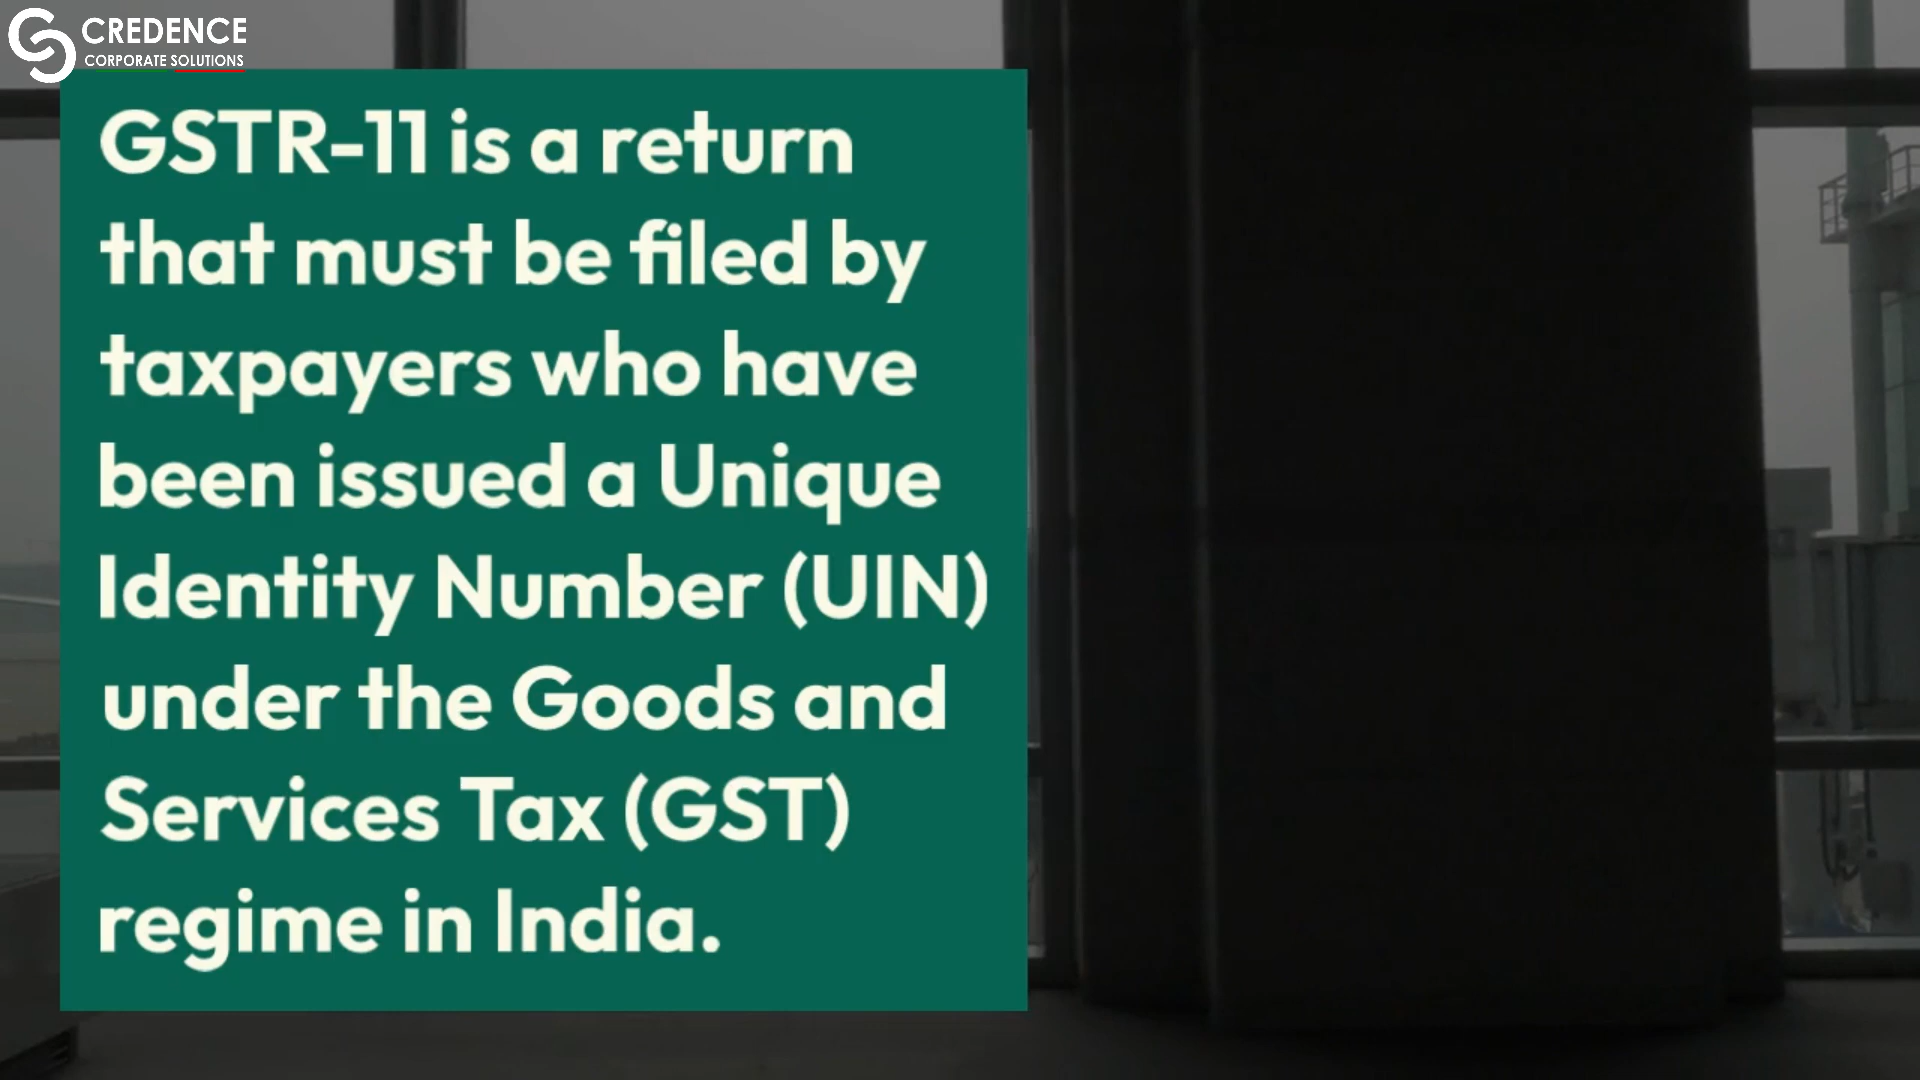 CREDENCE
CORPORATE SOLUTIONS
GSTR-11 is a return
that must be filed by
taxpayers who have
been issued a Unique
Identity Number (UIN)
under the Goods and
Services Tax (GST)
regime in India.